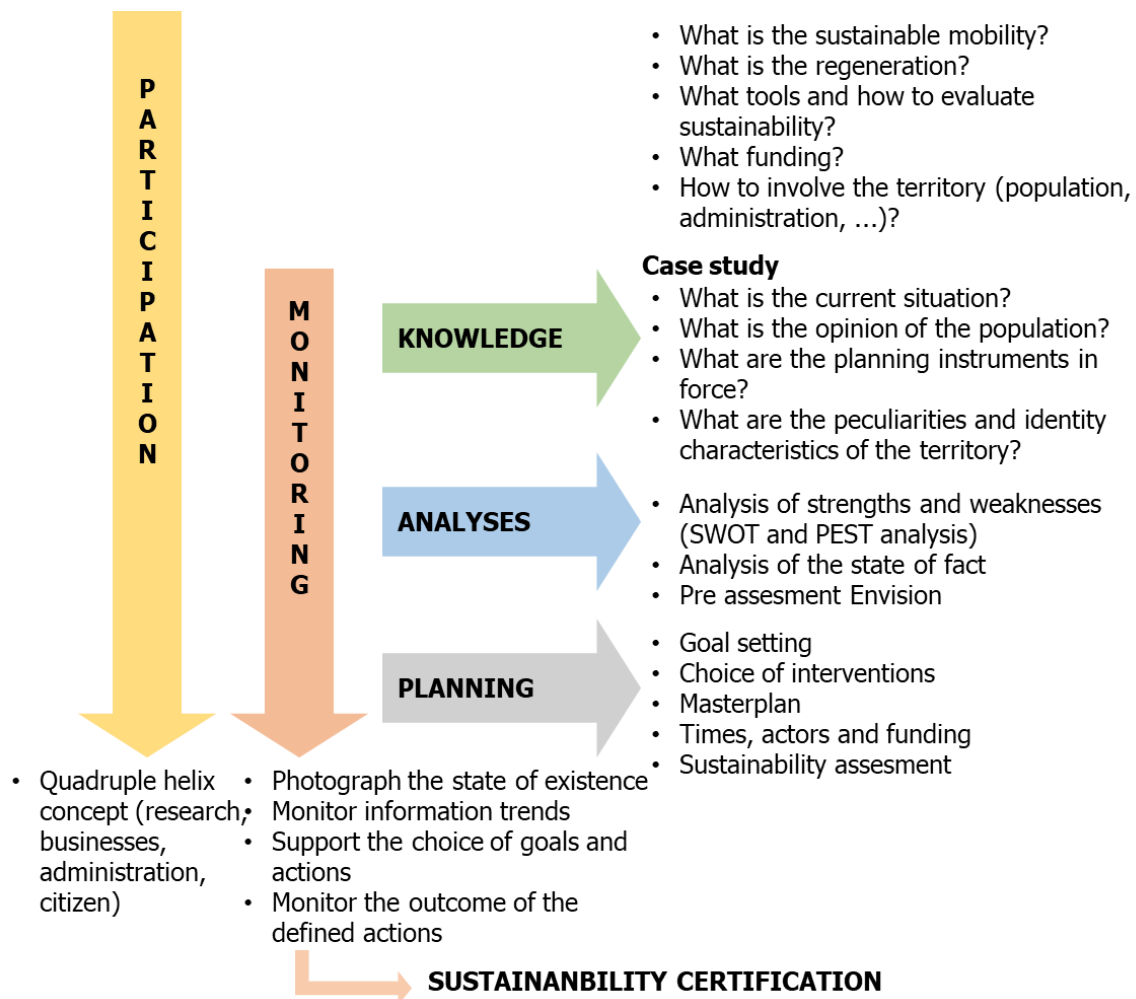 PARTICIPATION
• What is the sustainable mobility?
• What is the regeneration?
• What tools and how to evaluate
sustainability?
• What funding?
• How to involve the territory (population,
administration, ...)?
MONITORING
KNOWLEDGE
Case study
• What is the current situation?
• What is the opinion of the population?
• What are the planning instruments in
force?
• What are the peculiarities and identity
characteristics of the territory?
ANALYSES
• Analysis of strengths and weaknesses
(SWOT and PEST analysis)
• Analysis of the state of fact
• Pre assesment Envision
PLANNING
• Goal setting
• Choice of interventions
• Masterplan
• Times, actors and funding
• Sustainability assesment
• Quadruple helix
concept (research,
businesses,
administration,
citizen)
• Photograph the state of existence
• Monitor information trends
• Support the choice of goals and
actions
• Monitor the outcome of the
defined actions
SUSTAINANBILITY CERTIFICATION